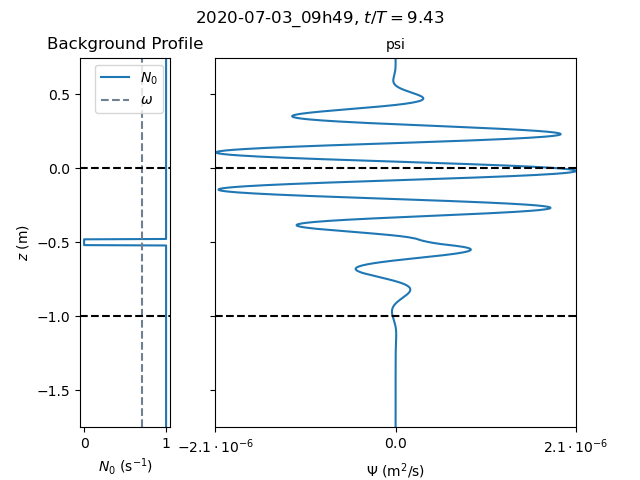 2020-07-03_09h49, t/T = 9.43
Background Profile
psi
N₀
ω
0.5
0.0
−0.5
−1.0
−1.5
z (m)
0
1
−2.1 · 10⁻⁶
0.0
2.1 · 10⁻⁶
N₀ (s⁻¹)
Ψ (m²/s)